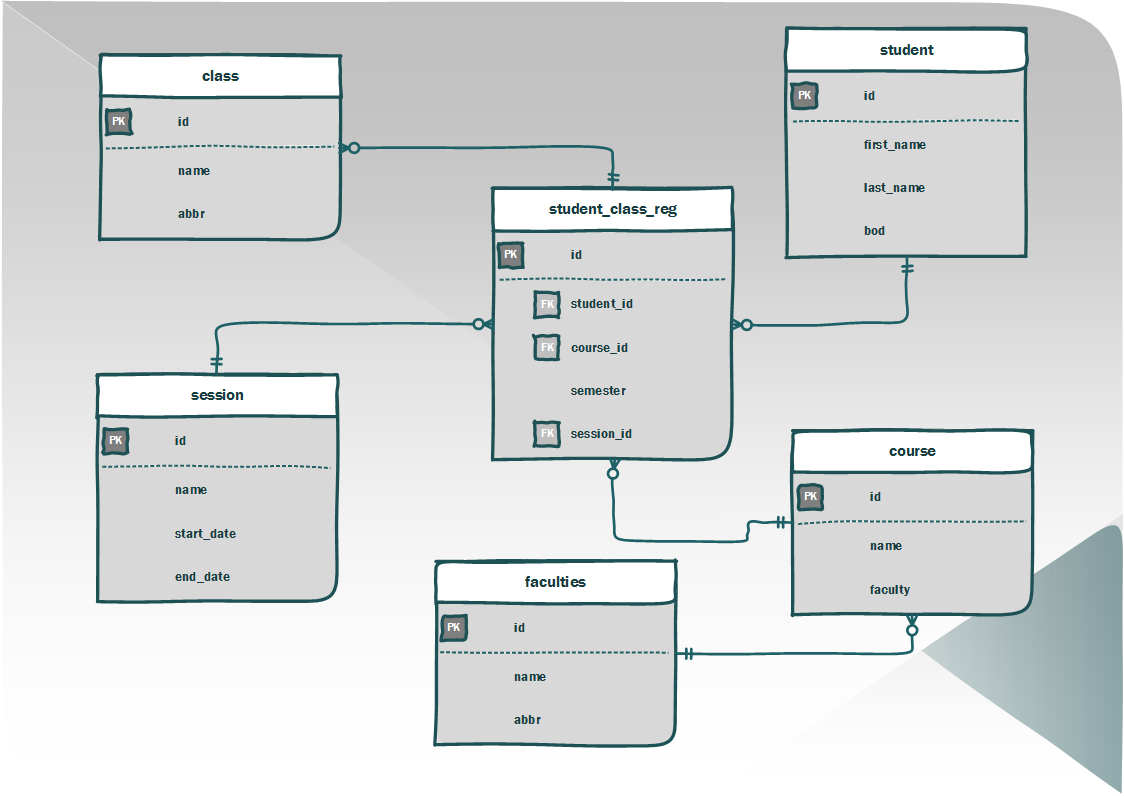 class
PK id
name
abbr
student
PK id
first_name
last_name
bod
student_class_reg
PK id
FK student_id
FK course_id
semester
FK session_id
session
PK id
name
start_date
end_date
course
PK id
name
faculty
faculties
PK id
name
abbr